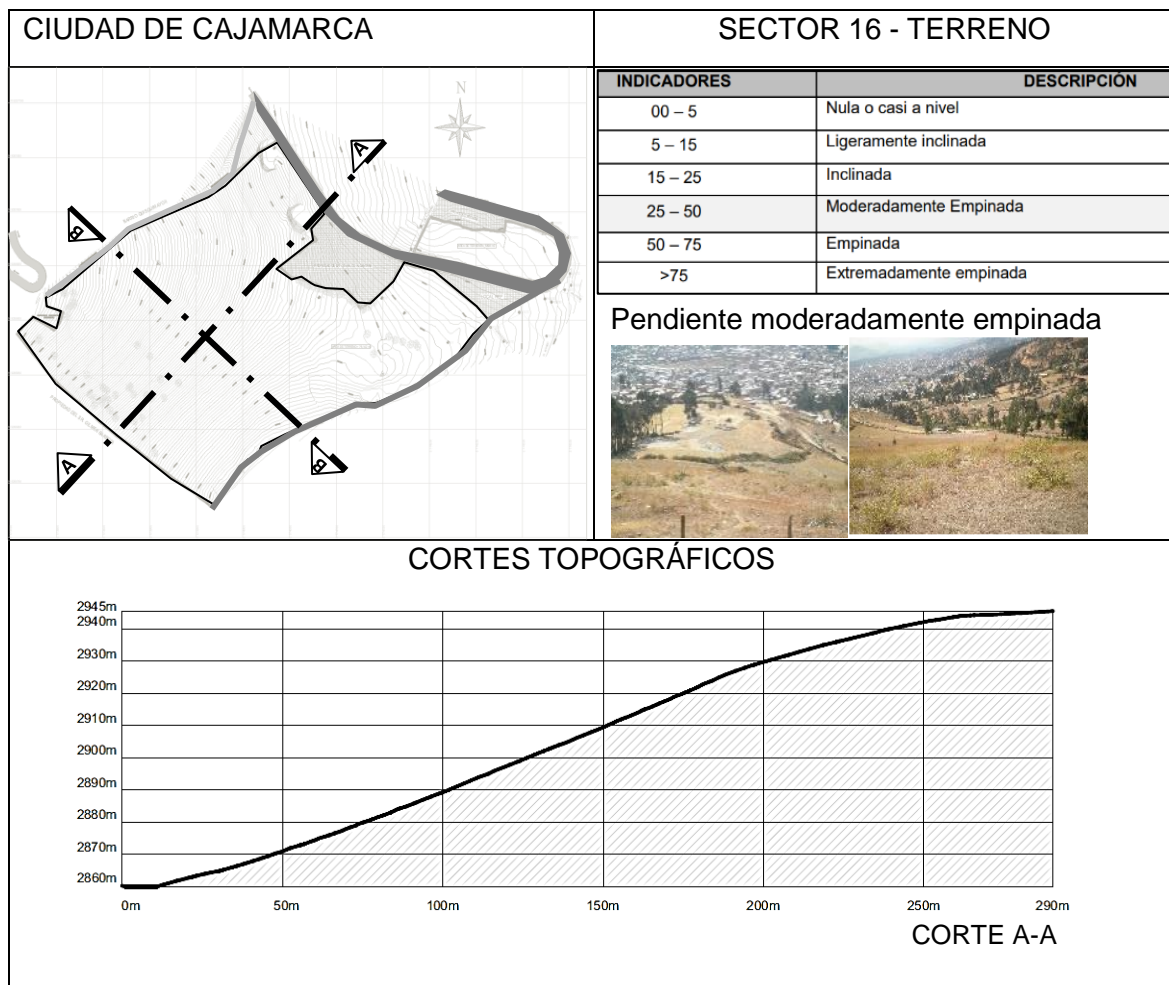 CIUDAD DE CAJAMARCA
SECTOR 16 - TERRENO
N
A
B
A
B
INDICADORES DESCRIPCIÓN
00 – 5 Nula o casi a nivel
5 – 15 Ligeramente inclinada
15 – 25 Inclinada
25 – 50 Moderadamente Empinada
50 – 75 Empinada
>75 Extremadamente empinada
Pendiente moderadamente empinada
CORTES TOPOGRÁFICOS
2945m
2940m
2930m
2920m
2910m
2900m
2890m
2880m
2870m
2860m
0m 50m 100m 150m 200m 250m 290m
CORTE A-A